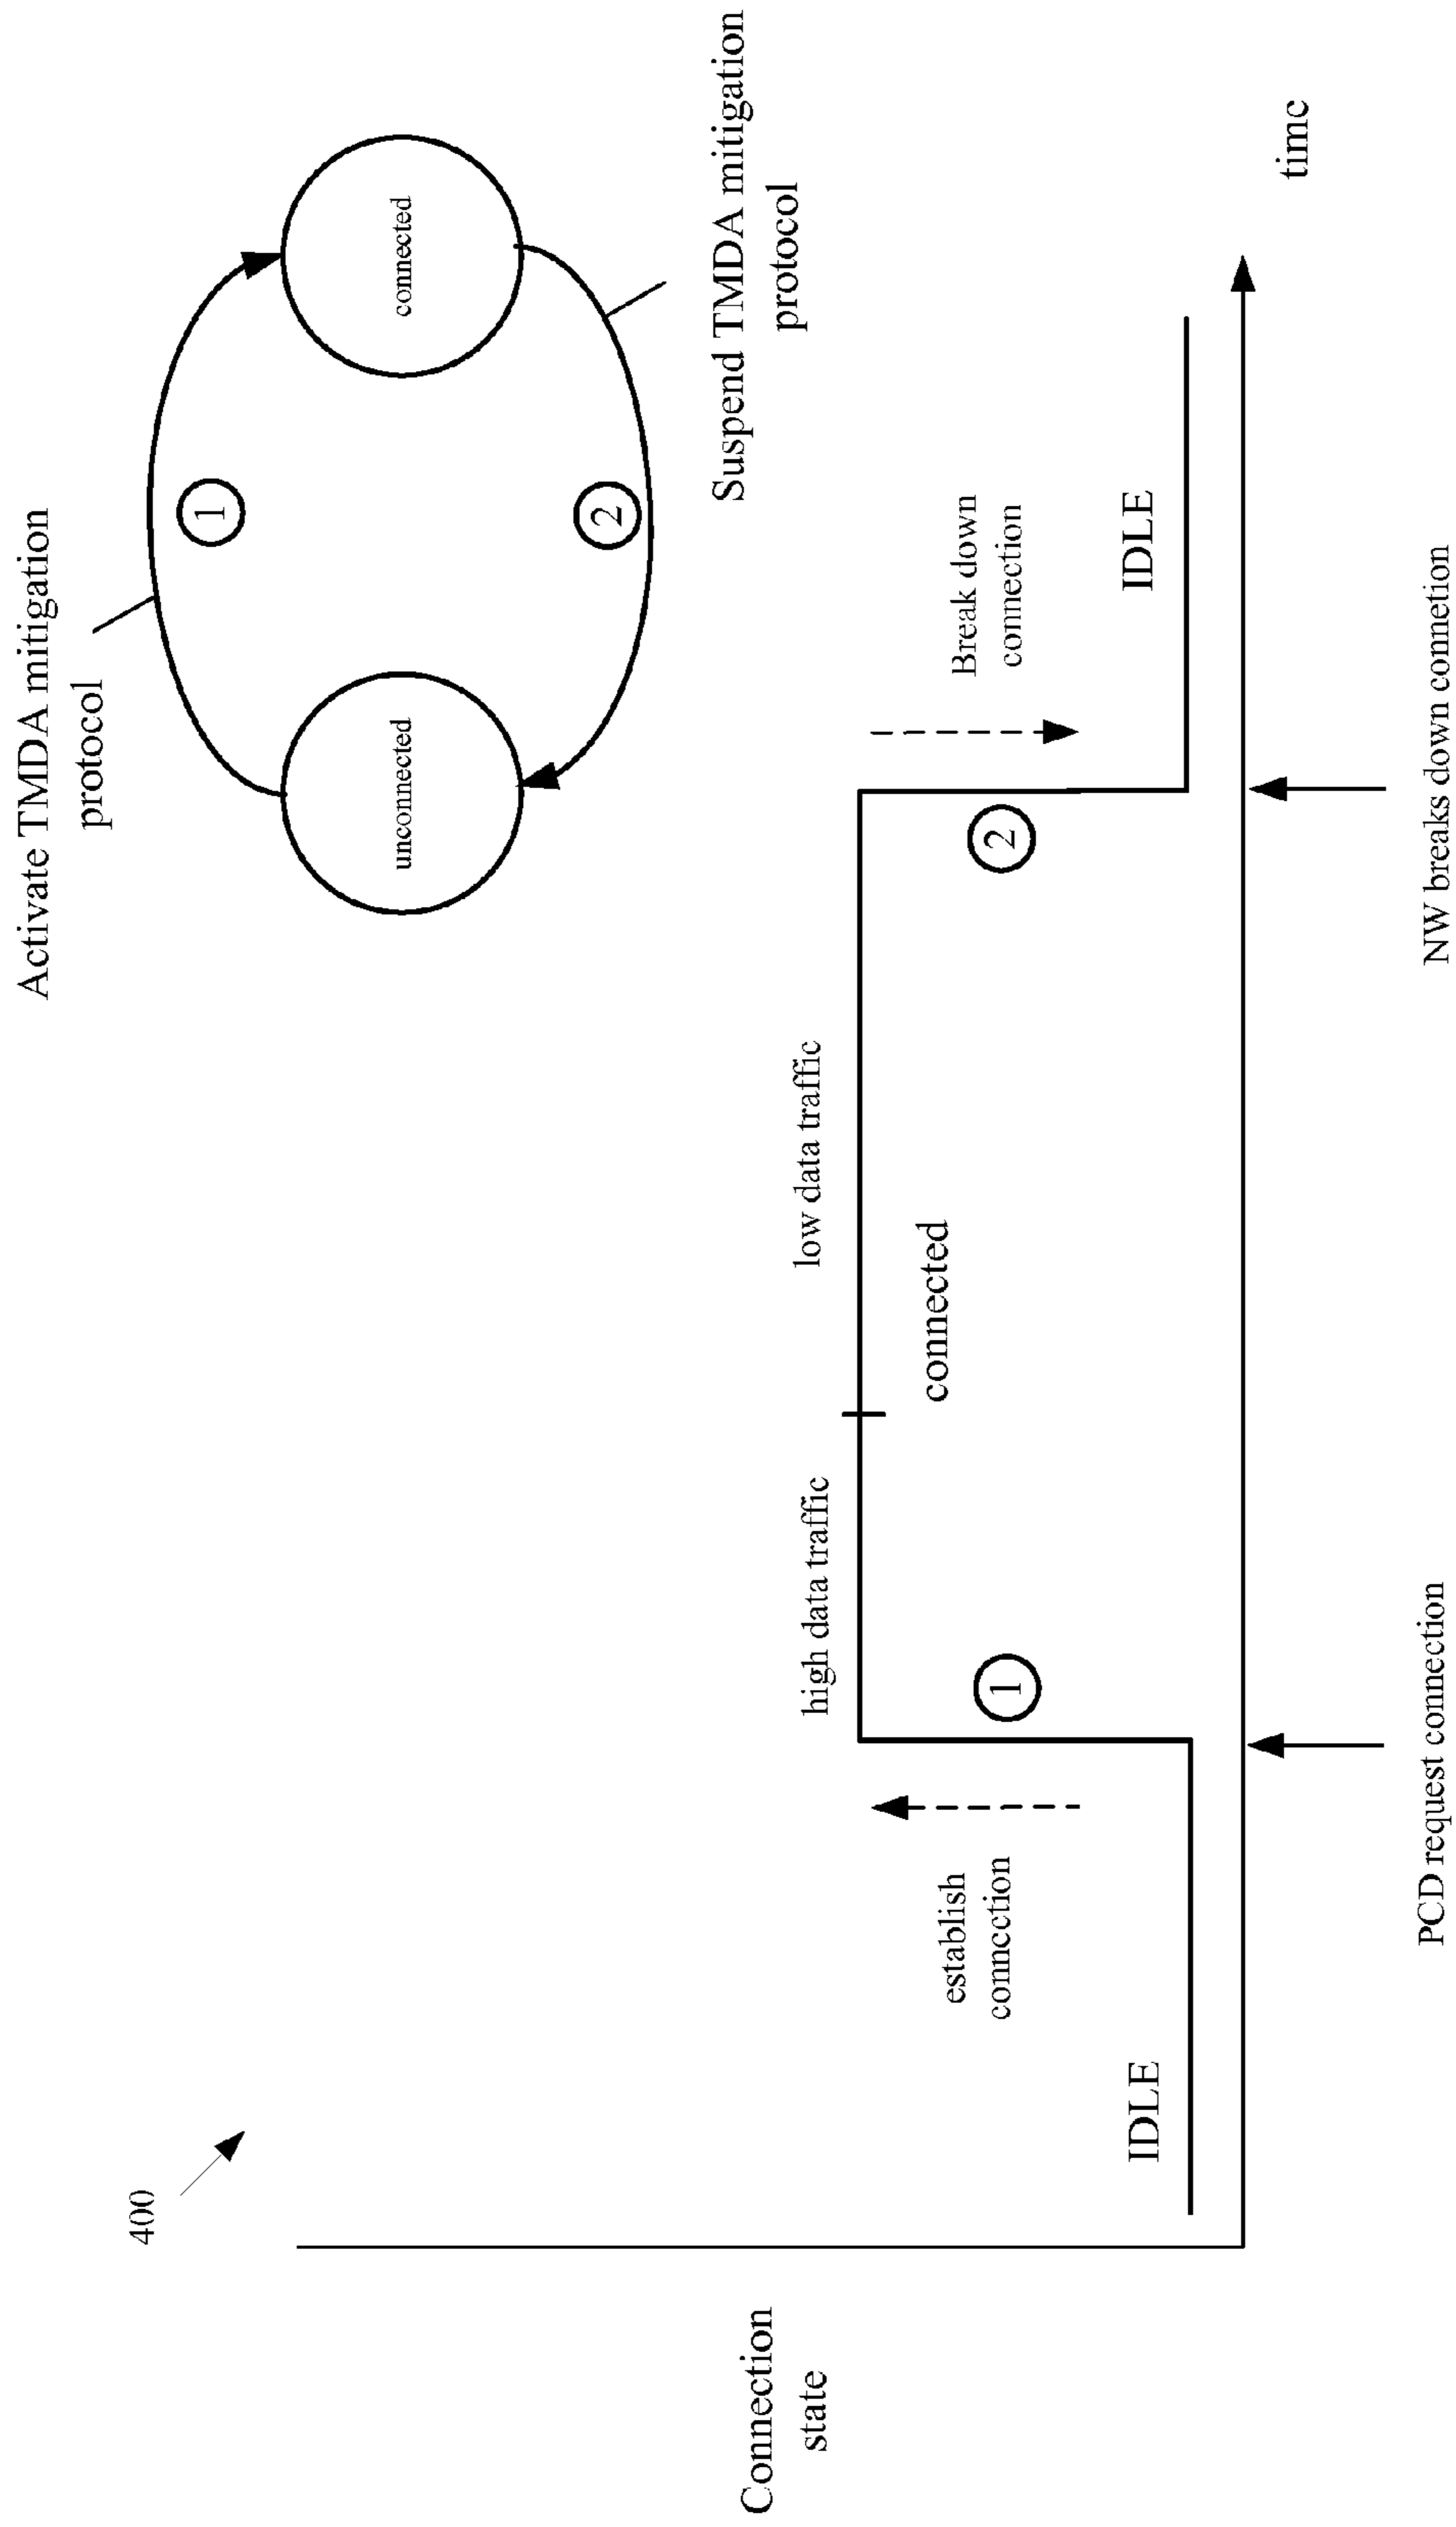 400
Activate TMDA mitigation
protocol
1
unconnected
connected
2
Suspend TMDA mitigation
protocol
Connection
state
high data traffic
low data traffic
connected
establish
connection
1
2
Break down
connection
IDLE
IDLE
time
PCD request connection
NW breaks down connetion